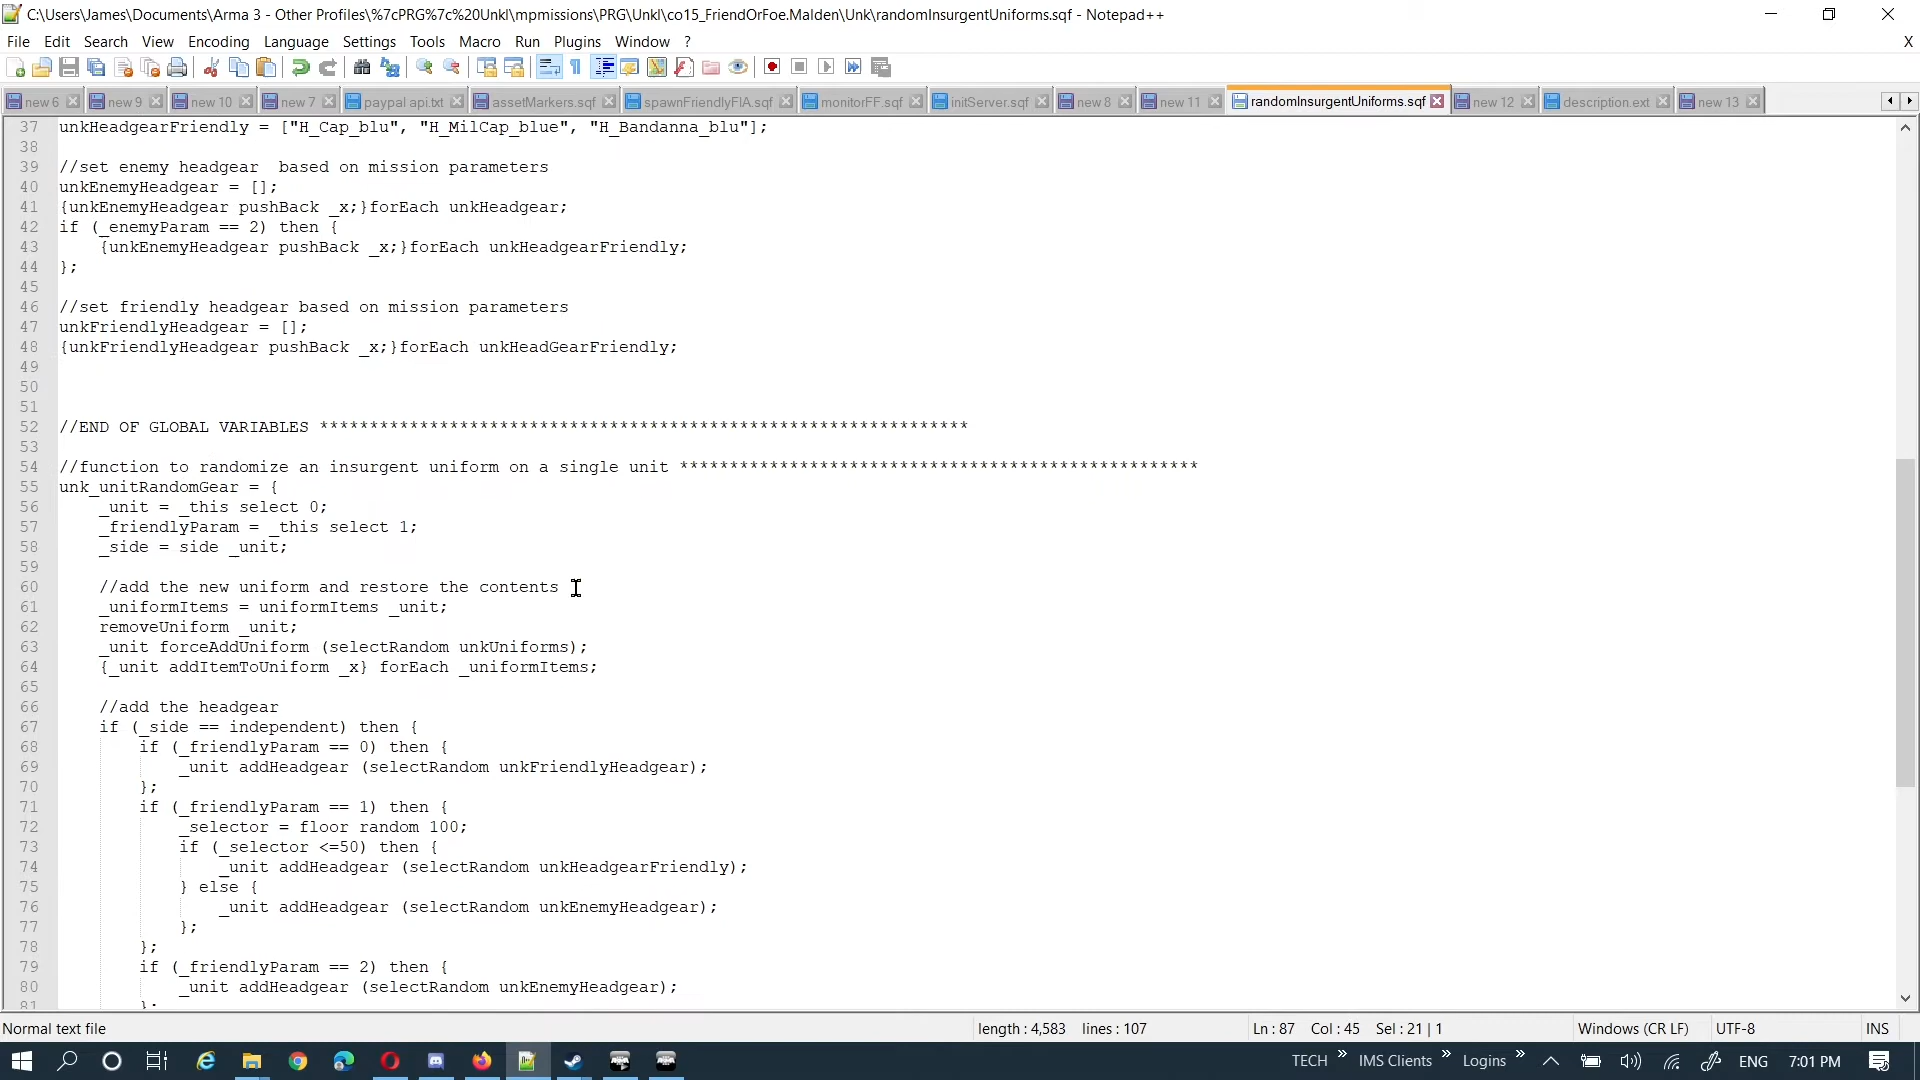 C:\Users\James\Documents\Arma 3 - Other Profiles\%7cPRG%7c%20Unkl\mpmissions\PRG\Unkl\co15_FriendOrFoe.Malden\Unk\randomInsurgentUniforms.sqf - Notepad++
File Edit Search View Encoding Language Settings Tools Macro Run Plugins Window ? X
new 6 new 9 new 10 new 7 paypal api.txt assetMarkers.sqf spawnFriendlyFIA.sqf monitorFF.sqf initServer.sqf new 8 new 11 randomInsurgentUniforms.sqf new 12 description.ext new 13
37 unkHeadgearFriendly = ["H_Cap_blu", "H_MilCap_blue", "H_Bandanna_blu"];
38
39 //set enemy headgear  based on mission parameters
40 unkEnemyHeadgear = [];
41 {unkEnemyHeadgear pushBack _x;}forEach unkHeadgear;
42 if (_enemyParam == 2) then {
43     {unkEnemyHeadgear pushBack _x;}forEach unkHeadgearFriendly;
44 };
45
46 //set friendly headgear based on mission parameters
47 unkFriendlyHeadgear = [];
48 {unkFriendlyHeadgear pushBack _x;}forEach unkHeadGearFriendly;
49
50
51
52 //END OF GLOBAL VARIABLES *****************************************************************
53
54 //function to randomize an insurgent uniform on a single unit ****************************************************
55 unk_unitRandomGear = {
56     _unit = _this select 0;
57     _friendlyParam = _this select 1;
58     _side = side _unit;
59
60     //add the new uniform and restore the contents
61     _uniformItems = uniformItems _unit;
62     removeUniform _unit;
63     _unit forceAddUniform (selectRandom unkUniforms);
64     {_unit addItemToUniform _x} forEach _uniformItems;
65
66     //add the headgear
67     if (_side == independent) then {
68         if (_friendlyParam == 0) then {
69             _unit addHeadgear (selectRandom unkFriendlyHeadgear);
70         };
71         if (_friendlyParam == 1) then {
72             _selector = floor random 100;
73             if (_selector <=50) then {
74                 _unit addHeadgear (selectRandom unkHeadgearFriendly);
75             } else {
76                 _unit addHeadgear (selectRandom unkEnemyHeadgear);
77             };
78         };
79         if (_friendlyParam == 2) then {
80             _unit addHeadgear (selectRandom unkEnemyHeadgear);
81         };
Normal text file length : 4,583 lines : 107 Ln : 87 Col : 45 Sel : 21 | 1 Windows (CR LF) UTF-8 INS
TECH IMS Clients Logins ENG 7:01 PM